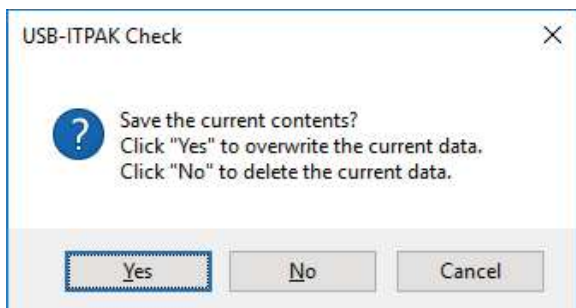 USB-ITPAK Check
Save the current contents?
Click "Yes" to overwrite the current data.
Click "No" to delete the current data.
Yes
No
Cancel